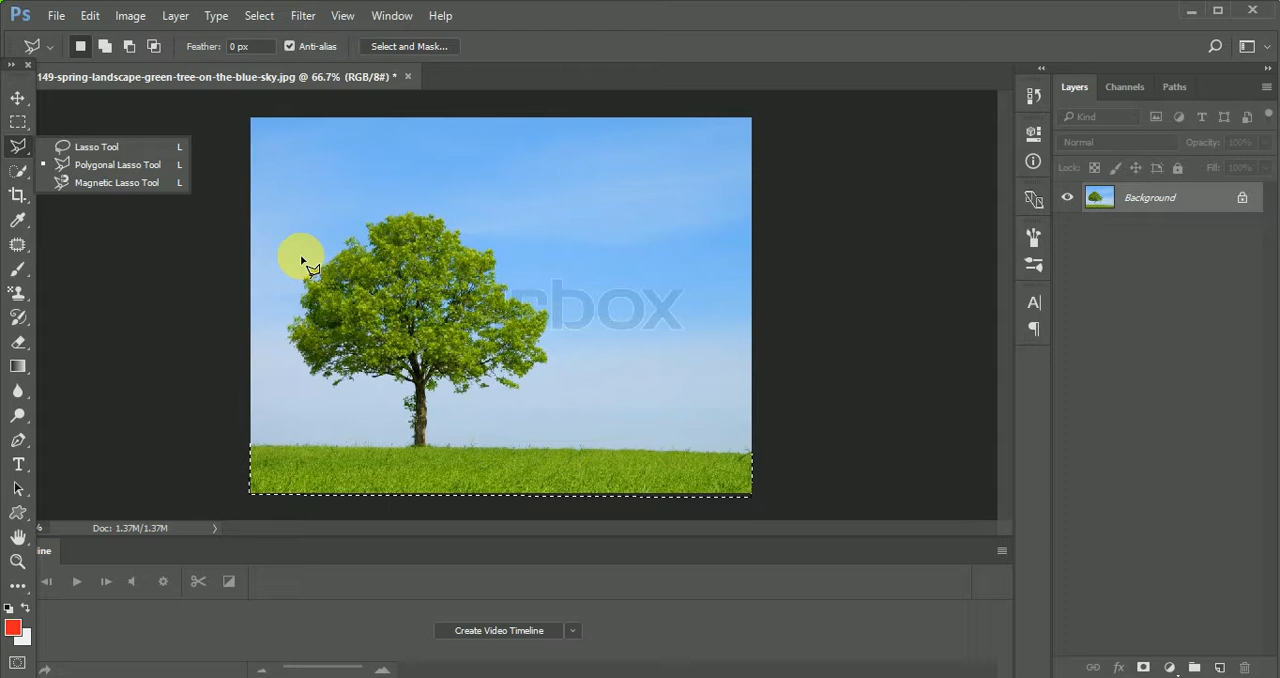 Ps File Edit Image Layer Type Select Filter View Window Help
Feather: 0 px Anti-alias Select and Mask...
149-spring-landscape-green-tree-on-the-blue-sky.jpg @ 66.7% (RGB/8#) * ×
Layers Channels Paths
Kind
Normal Opacity: 100%
Lock: Fill: 100%
Background
Lasso Tool L
Polygonal Lasso Tool L
Magnetic Lasso Tool L
box
% Doc: 1.37M/1.37M
ine
Create Video Timeline
fx